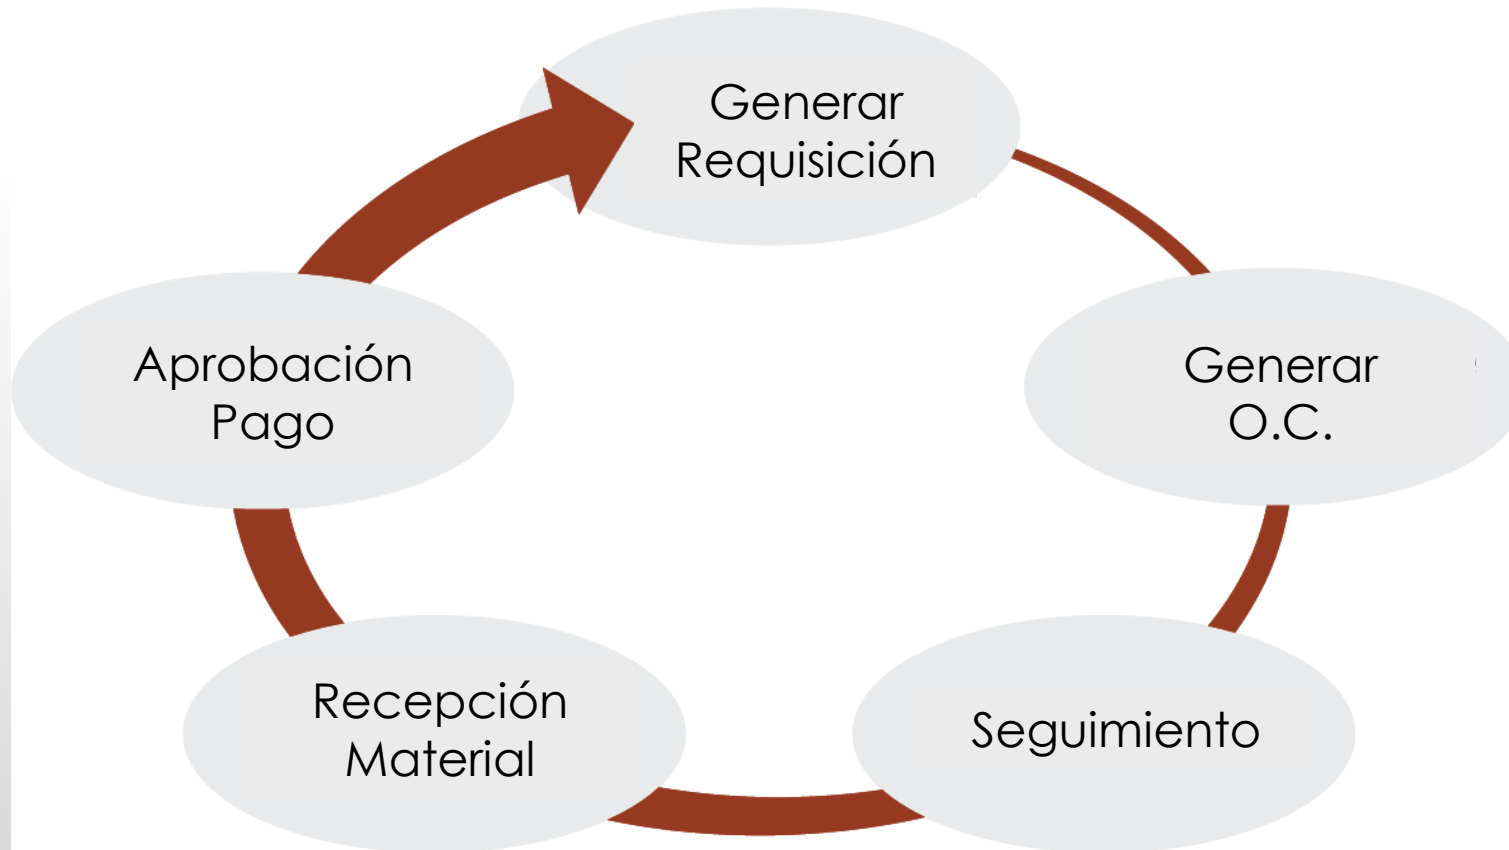 Generar
Requisición
Generar
O.C.
Seguimiento
Recepción
Material
Aprobación
Pago